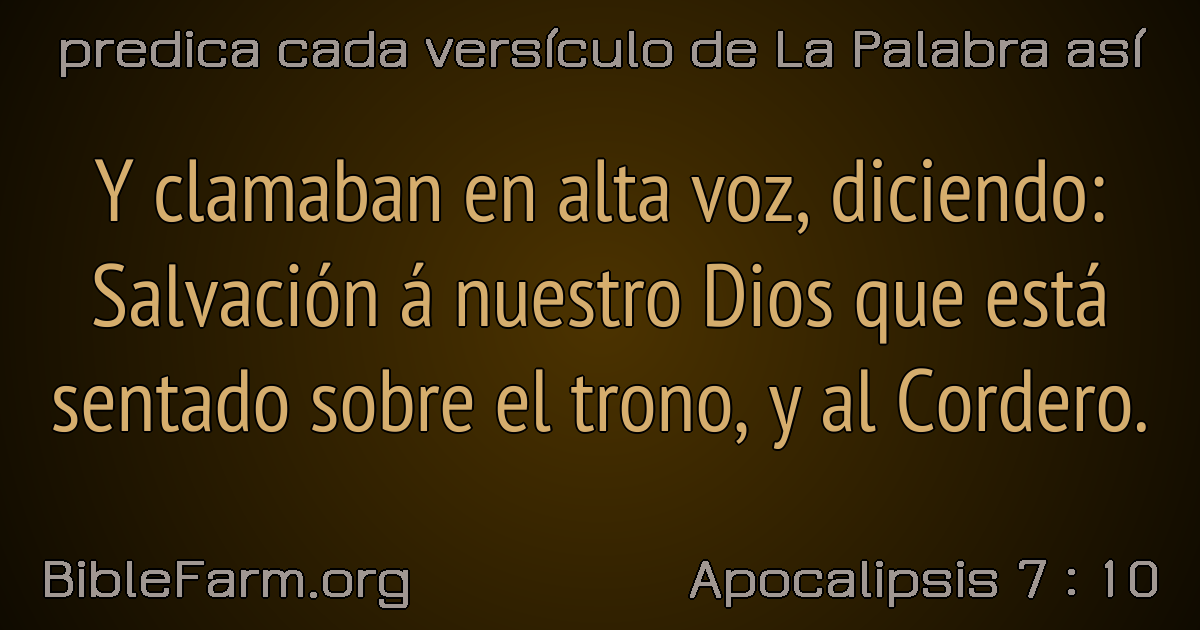 predica cada versículo de La Palabra así
Y clamaban en alta voz, diciendo:
Salvación á nuestro Dios que está
sentado sobre el trono, y al Cordero.
BibleFarm.org
Apocalipsis 7 : 10